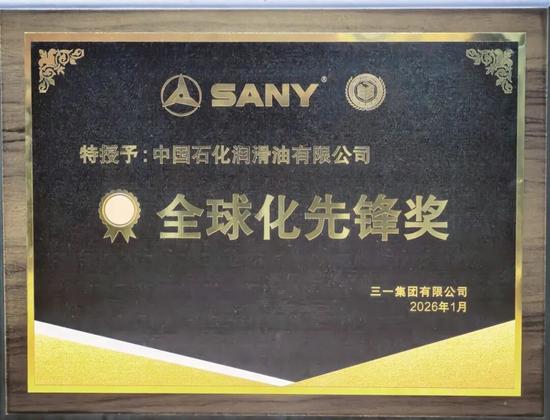 SANY®
特授予：中国石化润滑油有限公司
全球化先锋奖
三一集团有限公司
2026年1月